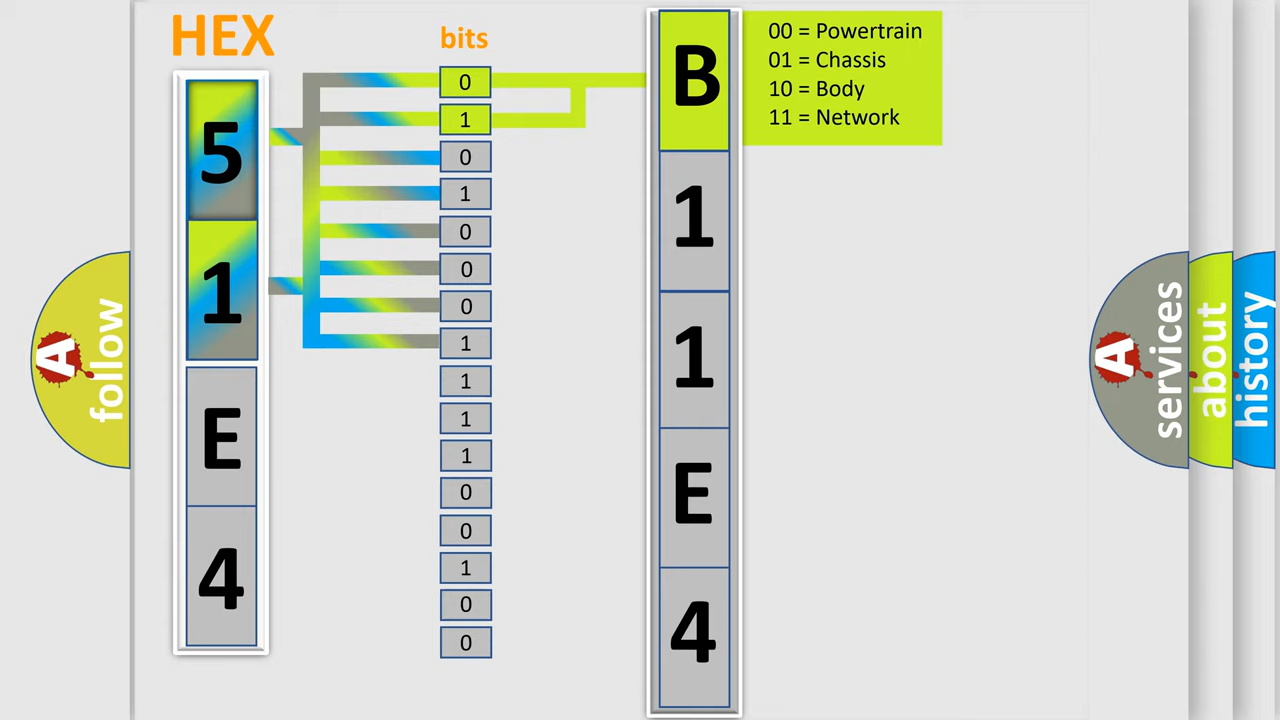 HEX
bits
5
1
E
4
0
1
0
1
0
0
0
1
1
1
1
0
0
1
0
0
B
1
1
E
4
00 = Powertrain
01 = Chassis
10 = Body
11 = Network
A
follow
A
services
about
history